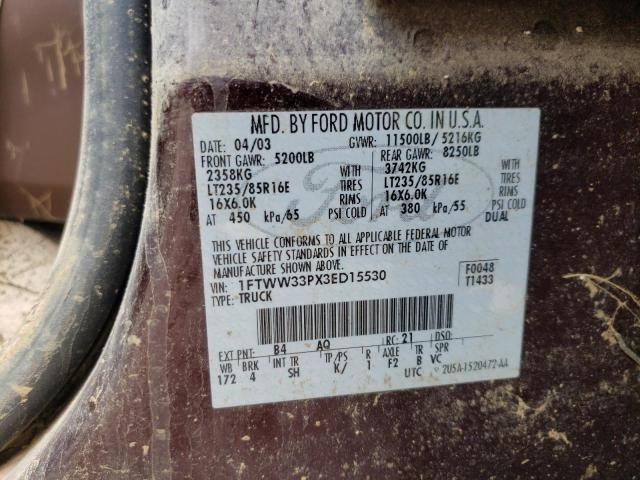 174
MFD. BY FORD MOTOR CO. IN U.S.A.
DATE: 04/03 GVWR: 11500LB/ 5216KG
FRONT GAWR: 5200LB REAR GAWR: 8250LB
2358KG WITH 3742KG WITH
LT235/85R16E TIRES LT235/85R16E TIRES
16X6.0K RIMS 16X6.0K RIMS
AT 450 kPa/65 PSI COLD AT 380 kPa/55 PSI COLD
DUAL
Ford
THIS VEHICLE CONFORMS TO ALL APPLICABLE FEDERAL MOTOR
VEHICLE SAFETY STANDARDS IN EFFECT ON THE DATE OF
MANUFACTURE SHOWN ABOVE.
VIN: 1FTWW33PX3ED15530 F0048
TYPE: TRUCK T1433
EXT PNT: B4 AQ RC: 21 DSO:
WB BRK INT TR TP/PS R AXLE TR SPR
172 4 SH K/ 1 F2 B VC
UTC 2U5A-1520472-AA